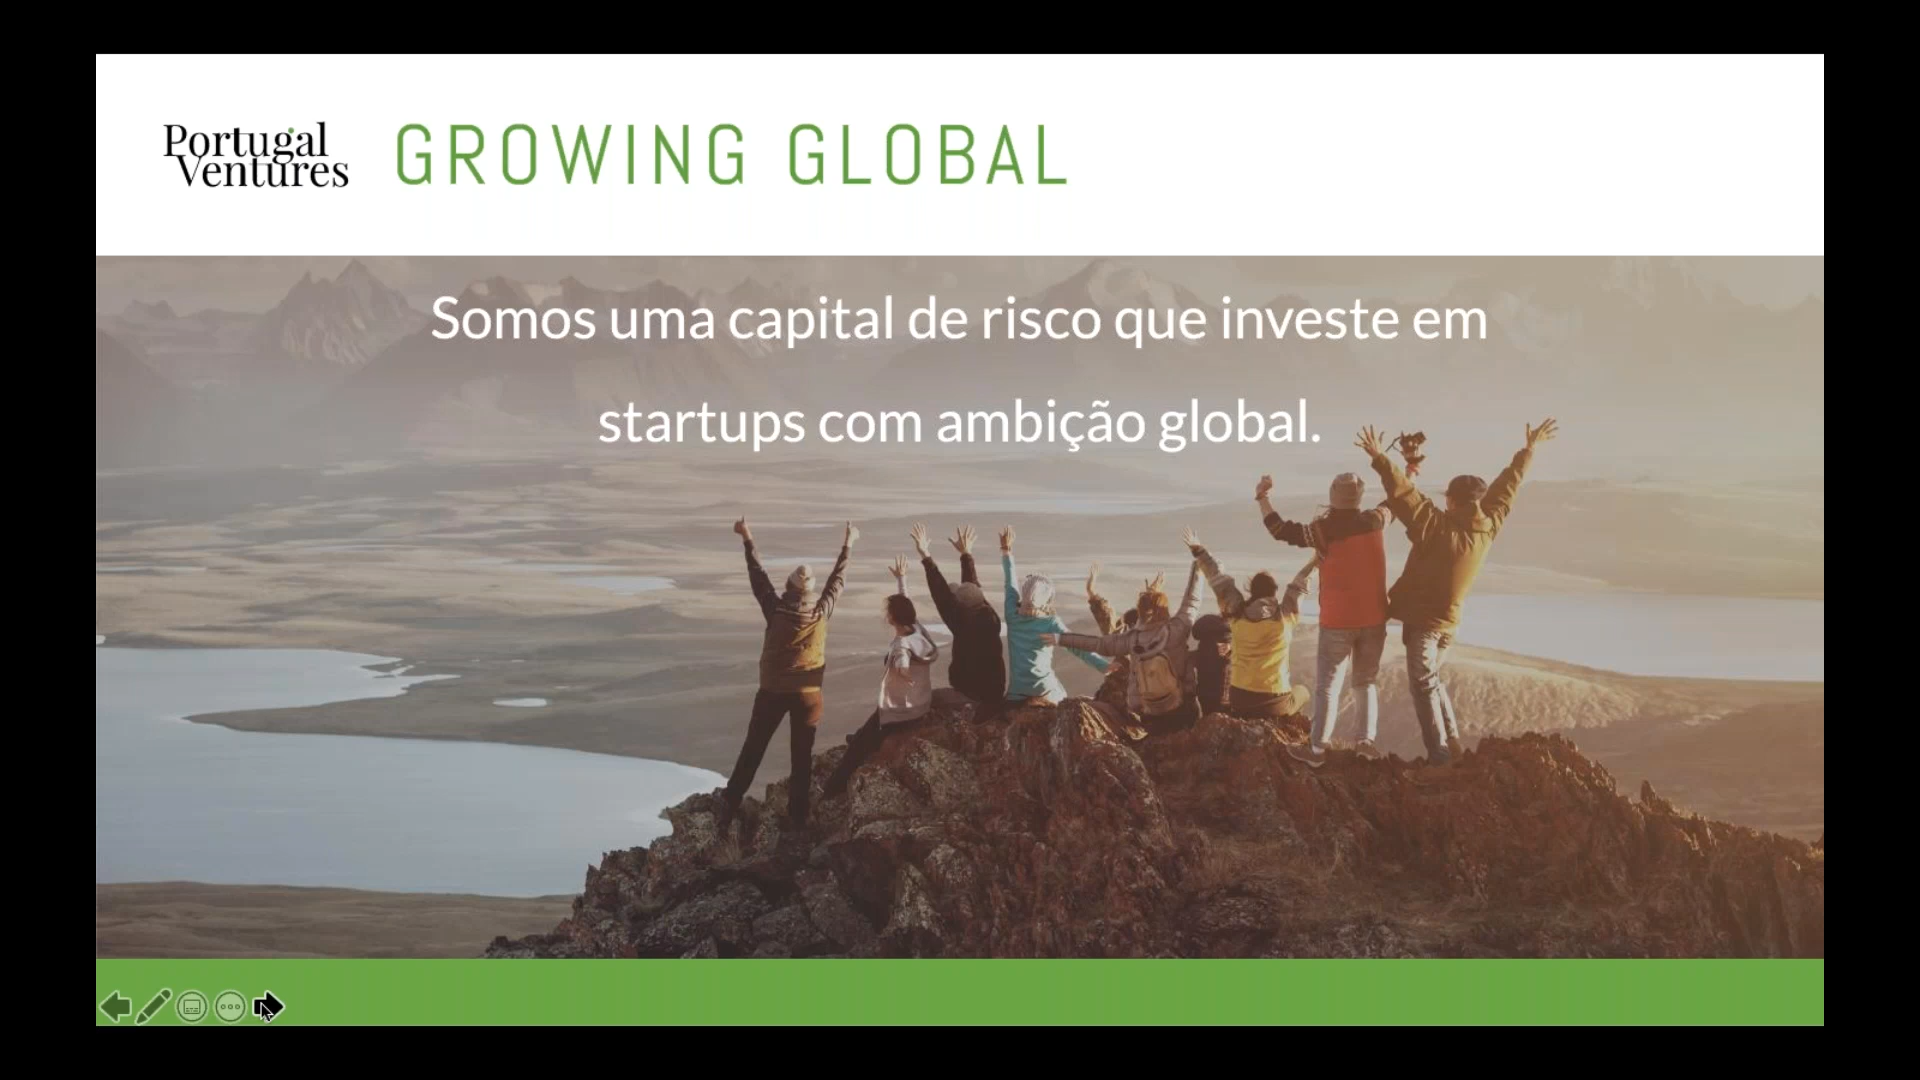 Portugal
Ventures
GROWING GLOBAL
Somos uma capital de risco que investe em
startups com ambição global.